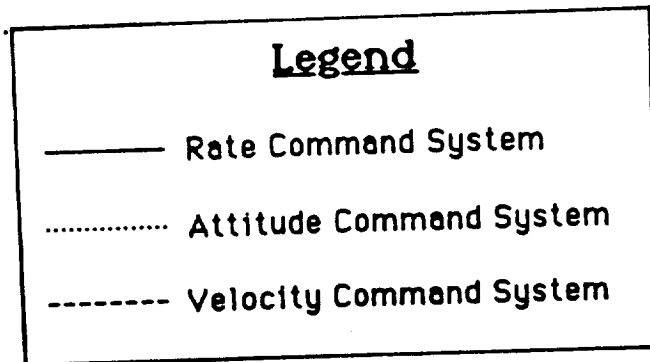 Legend
Rate Command System
Attitude Command System
Velocity Command System